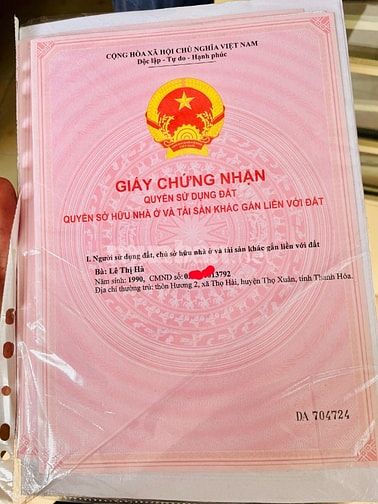 CỘNG HÒA XÃ HỘI CHỦ NGHĨA VIỆT NAM
Độc lập - Tự do - Hạnh phúc
GIẤY CHỨNG NHẬN
QUYỀN SỬ DỤNG ĐẤT
QUYỀN SỞ HỮU NHÀ Ở VÀ TÀI SẢN KHÁC GẮN LIỀN VỚI ĐẤT
I. Người sử dụng đất, chủ sở hữu nhà ở và tài sản khác gắn liền với đất
Bà: Lê Thị Hà
Năm sinh: 1990, CMND số: 13792
Địa chỉ thường trú: thôn Hương 2, xã Thọ Hải, huyện Thọ Xuân, tỉnh Thanh Hóa.
DA 704724